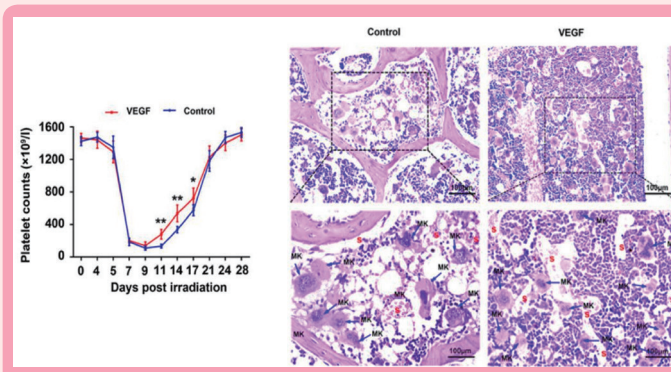 Control VEGF
VEGF Control
Platelet counts (×10⁹/l)
1600
1200
800
400
0
** ** *
0 4 5 7 9 11 14 17 21 24 28
Days post irradiation
100μm
100μm
MK
MK
MK
MK
MK
MK
MK
MK
S
S
S
S
S
100μm
MK
MK
MK
MK
MK
MK
MK
MK
S
S
S
S
S
S
100μm